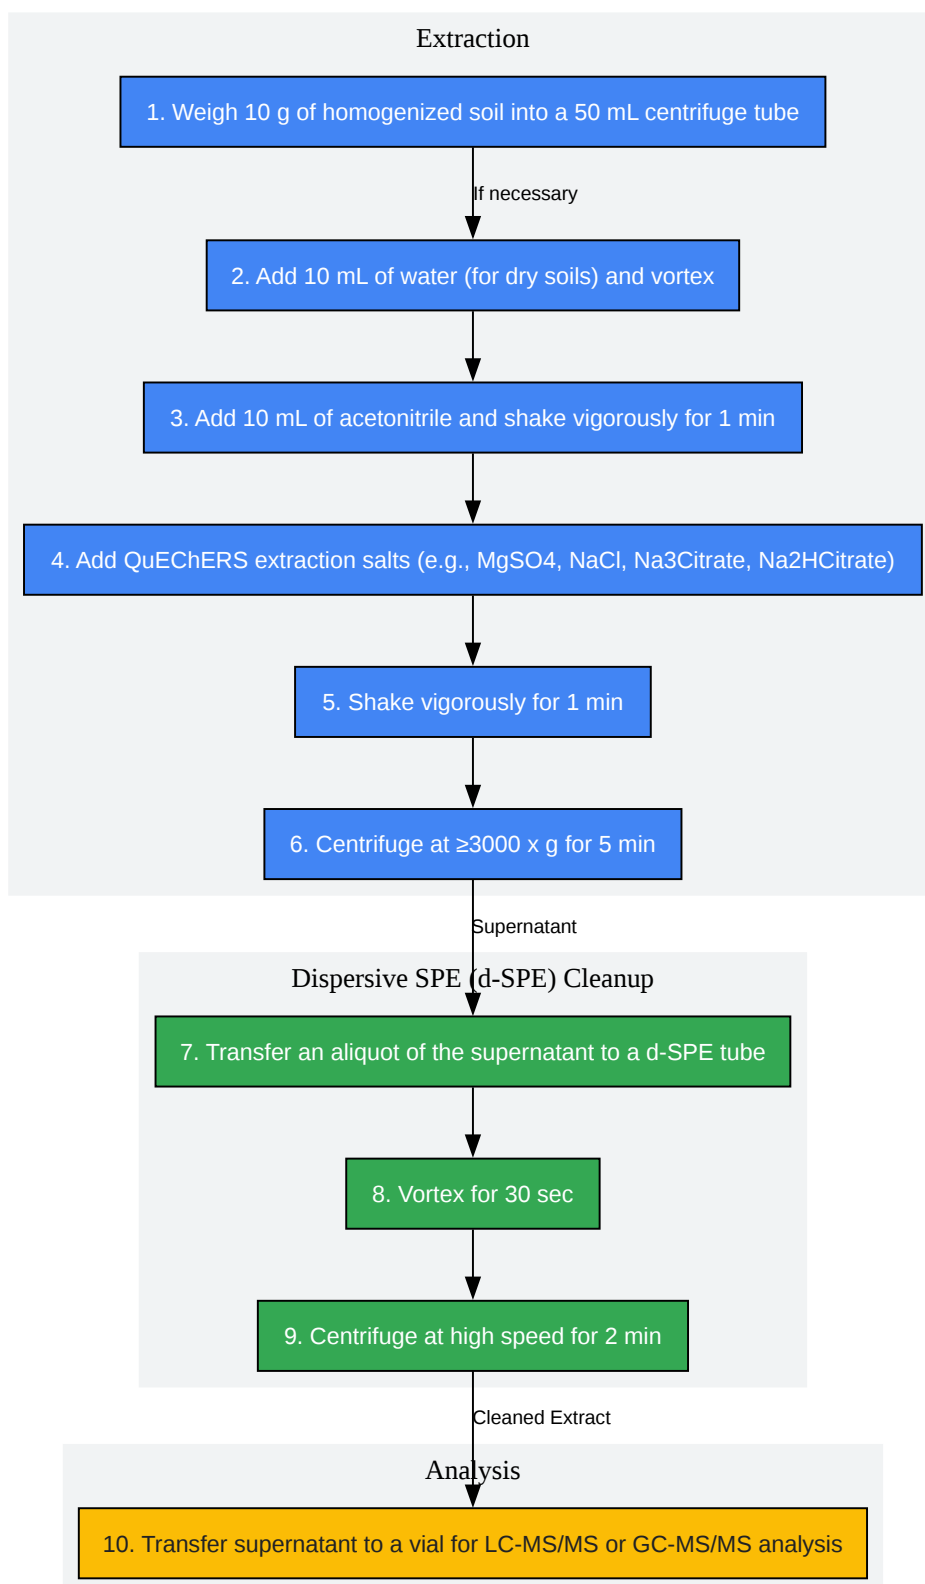 Extraction
1. Weigh 10 g of homogenized soil into a 50 mL centrifuge tube
If necessary
2. Add 10 mL of water (for dry soils) and vortex
3. Add 10 mL of acetonitrile and shake vigorously for 1 min
4. Add QuEChERS extraction salts (e.g., MgSO4, NaCl, Na3Citrate, Na2HCitrate)
5. Shake vigorously for 1 min
6. Centrifuge at ≥3000 x g for 5 min
Supernatant
Dispersive SPE (d-SPE) Cleanup
7. Transfer an aliquot of the supernatant to a d-SPE tube
8. Vortex for 30 sec
9. Centrifuge at high speed for 2 min
Cleaned Extract
Analysis
10. Transfer supernatant to a vial for LC-MS/MS or GC-MS/MS analysis